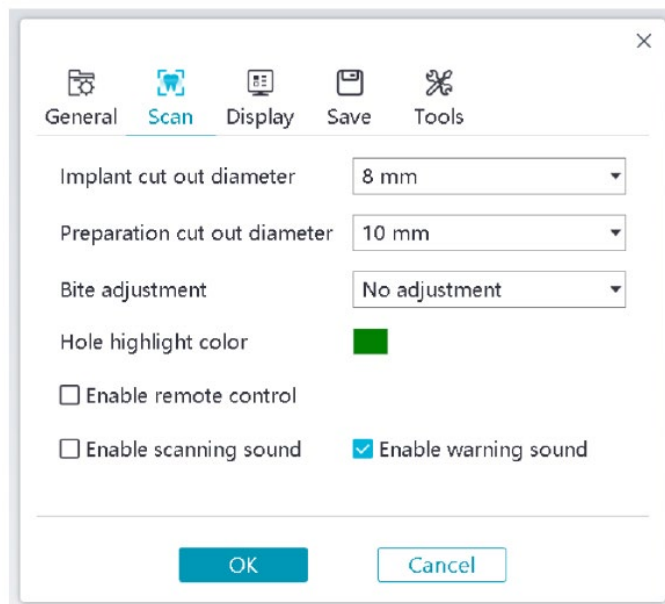 General Scan Display Save Tools
Implant cut out diameter 8 mm
Preparation cut out diameter 10 mm
Bite adjustment No adjustment
Hole highlight color
Enable remote control
Enable scanning sound Enable warning sound
OK Cancel